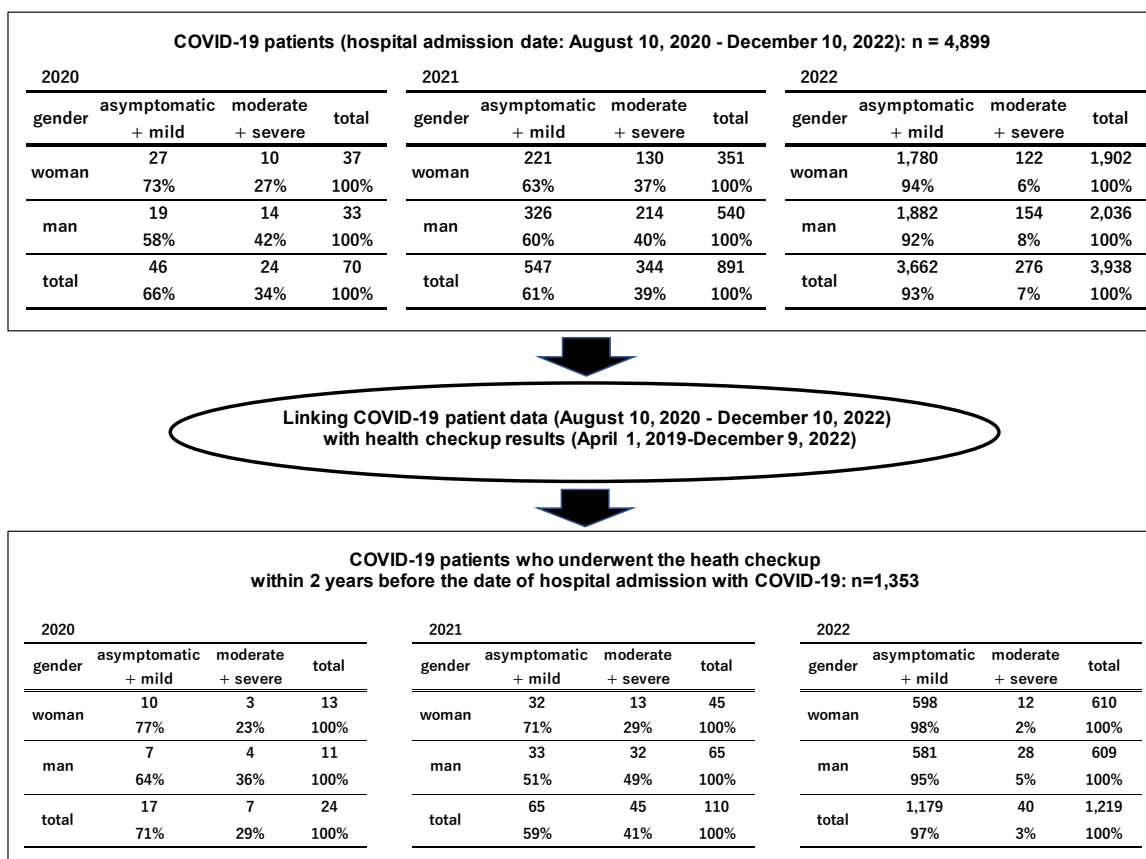 COVID-19 patients (hospital admission date: August 10, 2020 - December 10, 2022): n = 4,899
2020
gender asymptomatic + mild moderate + severe total
woman 27 10 37
73% 27% 100%
man 19 14 33
58% 42% 100%
total 46 24 70
66% 34% 100%
2021
gender asymptomatic + mild moderate + severe total
woman 221 130 351
63% 37% 100%
man 326 214 540
60% 40% 100%
total 547 344 891
61% 39% 100%
2022
gender asymptomatic + mild moderate + severe total
woman 1,780 122 1,902
94% 6% 100%
man 1,882 154 2,036
92% 8% 100%
total 3,662 276 3,938
93% 7% 100%
Linking COVID-19 patient data (August 10, 2020 - December 10, 2022)
with health checkup results (April 1, 2019-December 9, 2022)
COVID-19 patients who underwent the heath checkup
within 2 years before the date of hospital admission with COVID-19: n=1,353
2020
gender asymptomatic + mild moderate + severe total
woman 10 3 13
77% 23% 100%
man 7 4 11
64% 36% 100%
total 17 7 24
71% 29% 100%
2021
gender asymptomatic + mild moderate + severe total
woman 32 13 45
71% 29% 100%
man 33 32 65
51% 49% 100%
total 65 45 110
59% 41% 100%
2022
gender asymptomatic + mild moderate + severe total
woman 598 12 610
98% 2% 100%
man 581 28 609
95% 5% 100%
total 1,179 40 1,219
97% 3% 100%